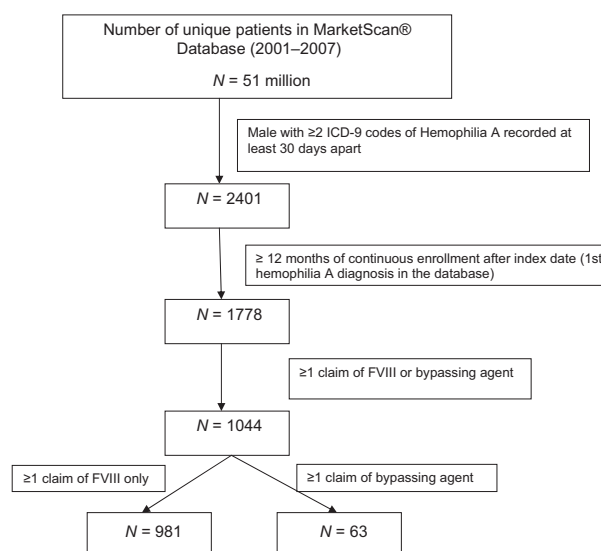 Number of unique patients in MarketScan®
Database (2001–2007)
N = 51 million
Male with ≥2 ICD-9 codes of Hemophilia A recorded at
least 30 days apart
N = 2401
≥ 12 months of continuous enrollment after index date (1st
hemophilia A diagnosis in the database)
N = 1778
≥1 claim of FVIII or bypassing agent
N = 1044
≥1 claim of FVIII only
≥1 claim of bypassing agent
N = 981
N = 63